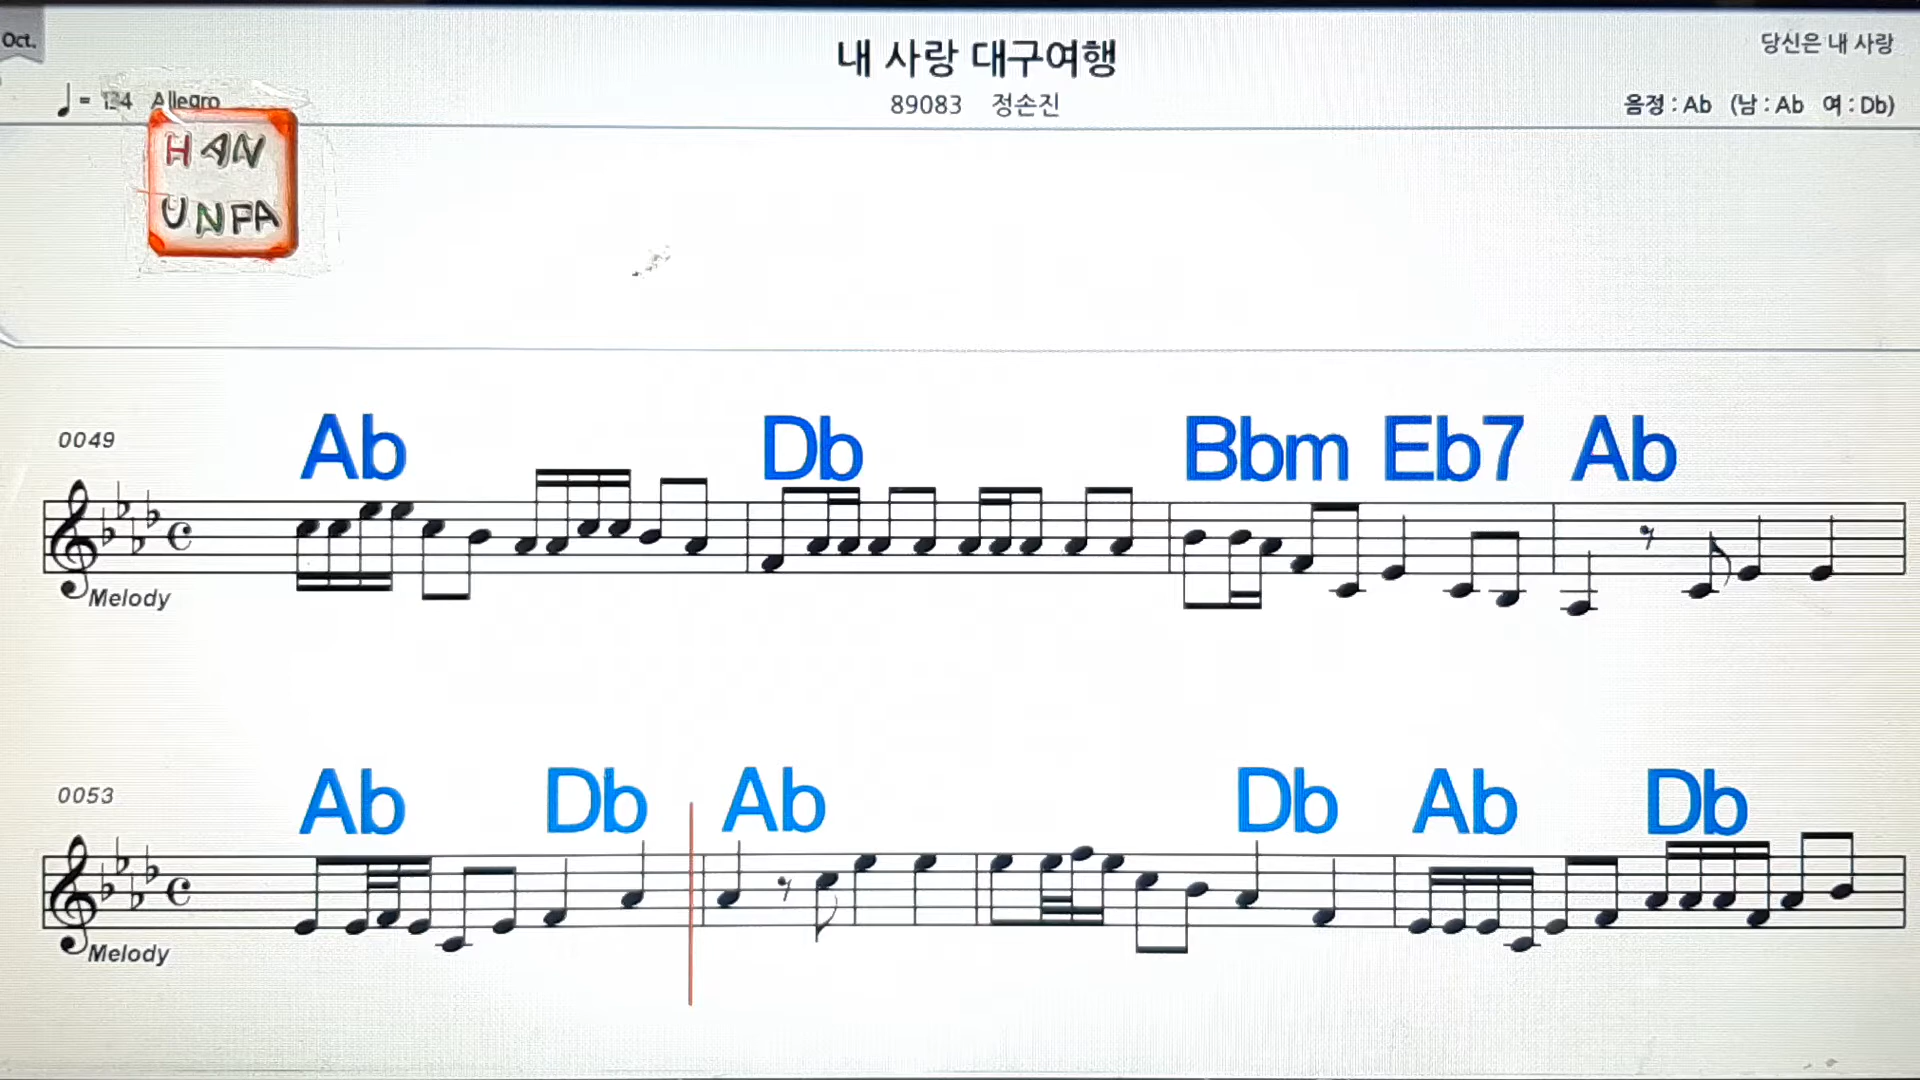 Oct.
내 사랑 대구여행
당신은 내 사랑
= 134 Allegro
89083 정손진
음정 : Ab (남 : Ab 여 : Db)
HAN
UNPA
0049
Ab Db Bbm Eb7 Ab
Melody
0053
Ab Db Ab Db Ab Db
Melody